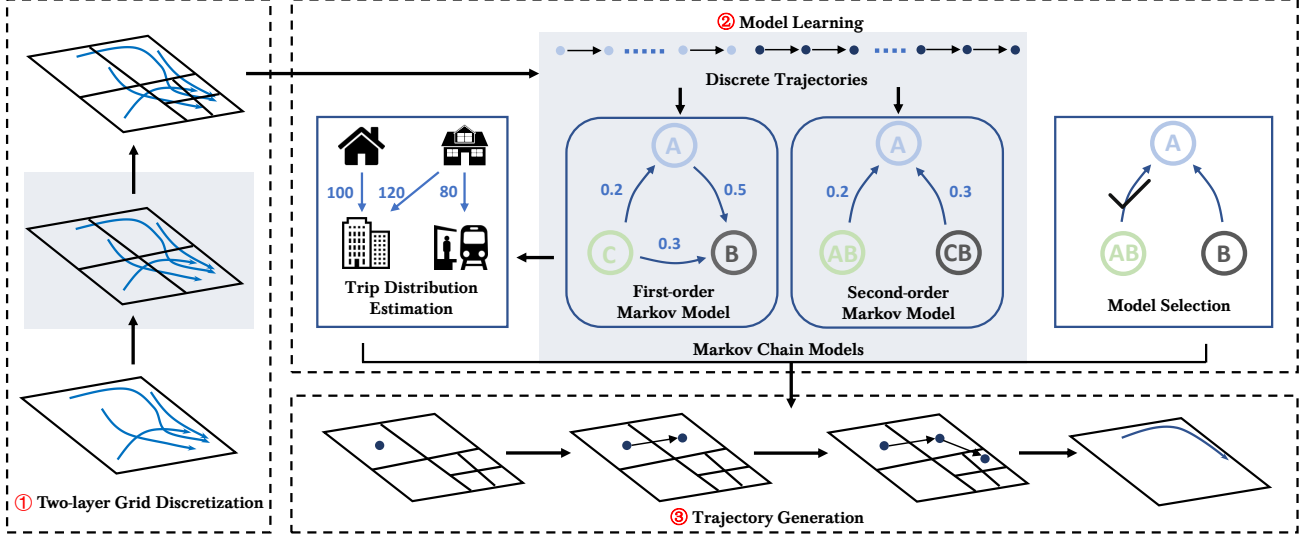 ② Model Learning
Discrete Trajectories
100
120
80
Trip Distribution
Estimation
A
0.2
0.5
C
0.3
B
First-order
Markov Model
A
0.2
0.3
AB
CB
Second-order
Markov Model
A
AB
B
Model Selection
Markov Chain Models
① Two-layer Grid Discretization
③ Trajectory Generation